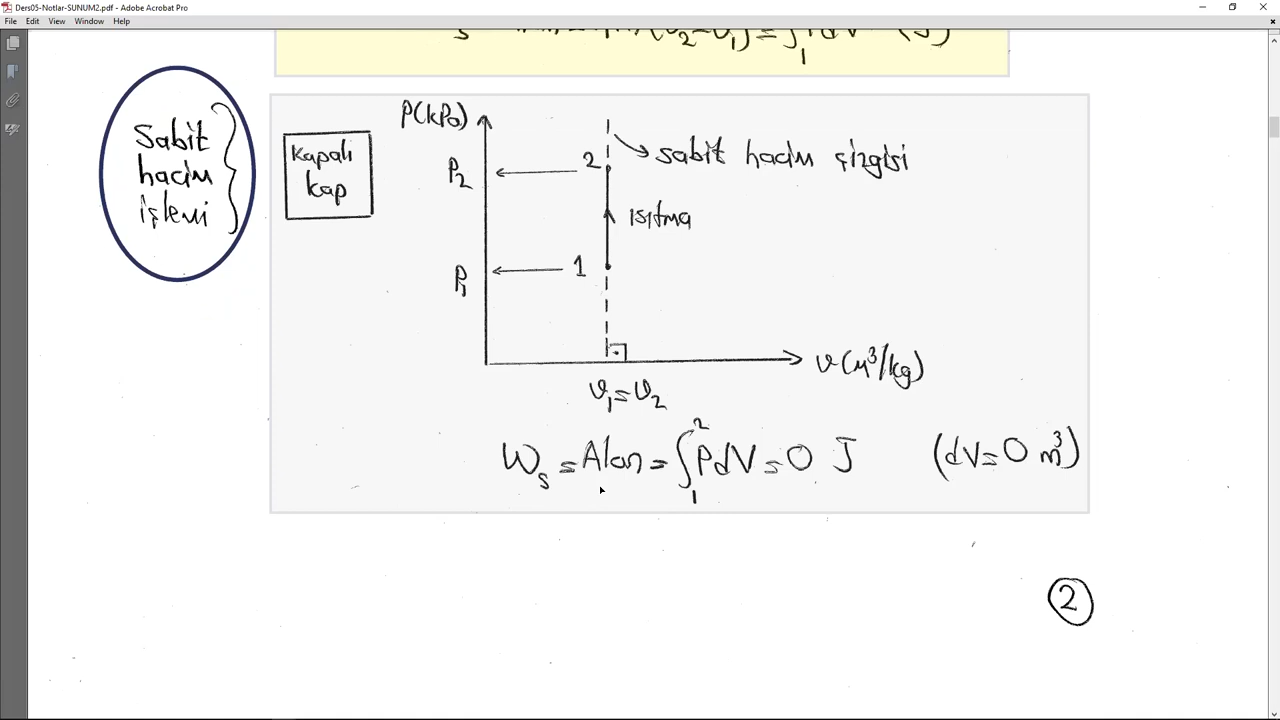 Ders05-Notlar-SUNUM2.pdf - Adobe Acrobat Pro
File Edit View Window Help
Sabit
hacim
işlemi
Kapalı
kap
P(kPa)
P₂
2
sabit hacim çizgisi
ısıtma
P₁
1
v(m³/kg)
v₁=v₂
Wₛ = Alan = ∫₁² PdV = 0 J (dV=0 m³)
2